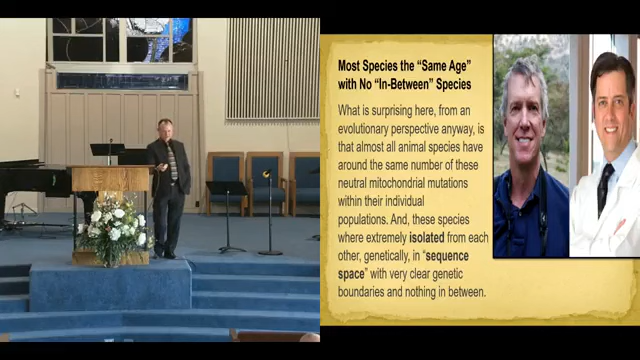 Most Species the “Same Age”
with No “In-Between” Species
What is surprising here, from an
evolutionary perspective anyway, is
that almost all animal species have
around the same number of these
neutral mitochondrial mutations
within their individual
populations. And, these species
where extremely isolated from each
other, genetically, in “sequence
space” with very clear genetic
boundaries and nothing in between.